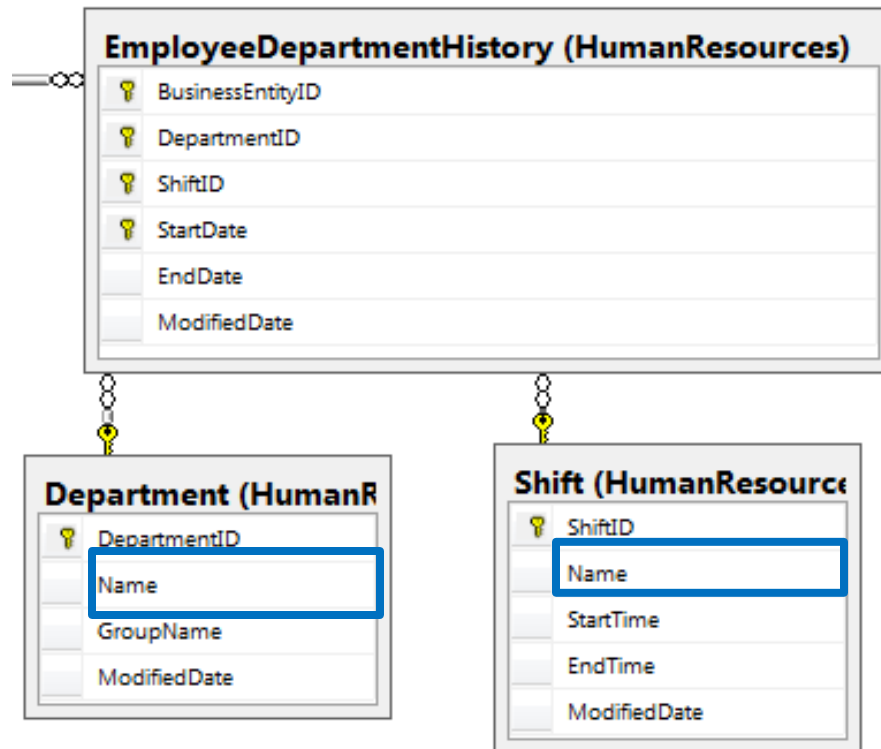 EmployeeDepartmentHistory (HumanResources)
BusinessEntityID
DepartmentID
ShiftID
StartDate
EndDate
ModifiedDate
Department (HumanR
DepartmentID
Name
GroupName
ModifiedDate
Shift (HumanResource
ShiftID
Name
StartTime
EndTime
ModifiedDate